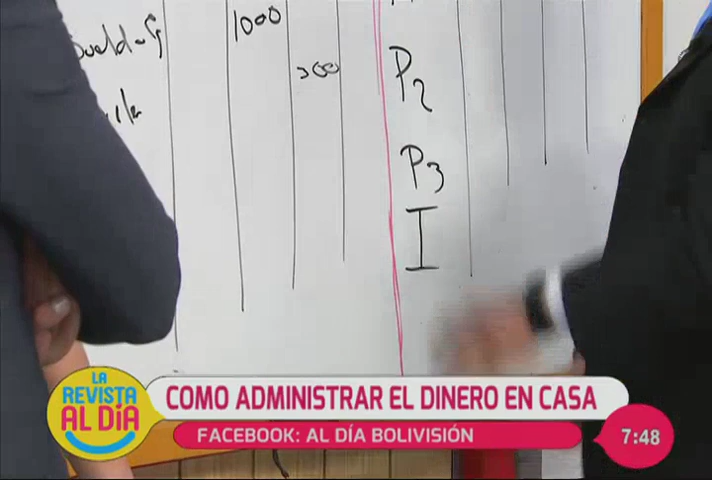 1000
300
P2
P3
I
LA
REVISTA
AL DÍA
COMO ADMINISTRAR EL DINERO EN CASA
FACEBOOK: AL DÍA BOLIVISIÓN
7:48